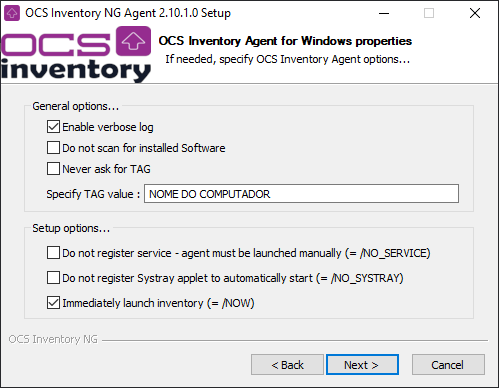 OCS Inventory NG Agent 2.10.1.0 Setup
OCS
inventory
OCS Inventory Agent for Windows properties
If needed, specify OCS Inventory Agent options...
General options...
Enable verbose log
Do not scan for installed Software
Never ask for TAG
Specify TAG value : NOME DO COMPUTADOR
Setup options...
Do not register service - agent must be launched manually (= /NO_SERVICE)
Do not register Systray applet to automatically start (= /NO_SYSTRAY)
Immediately launch inventory (= /NOW)
OCS Inventory NG
< Back Next > Cancel